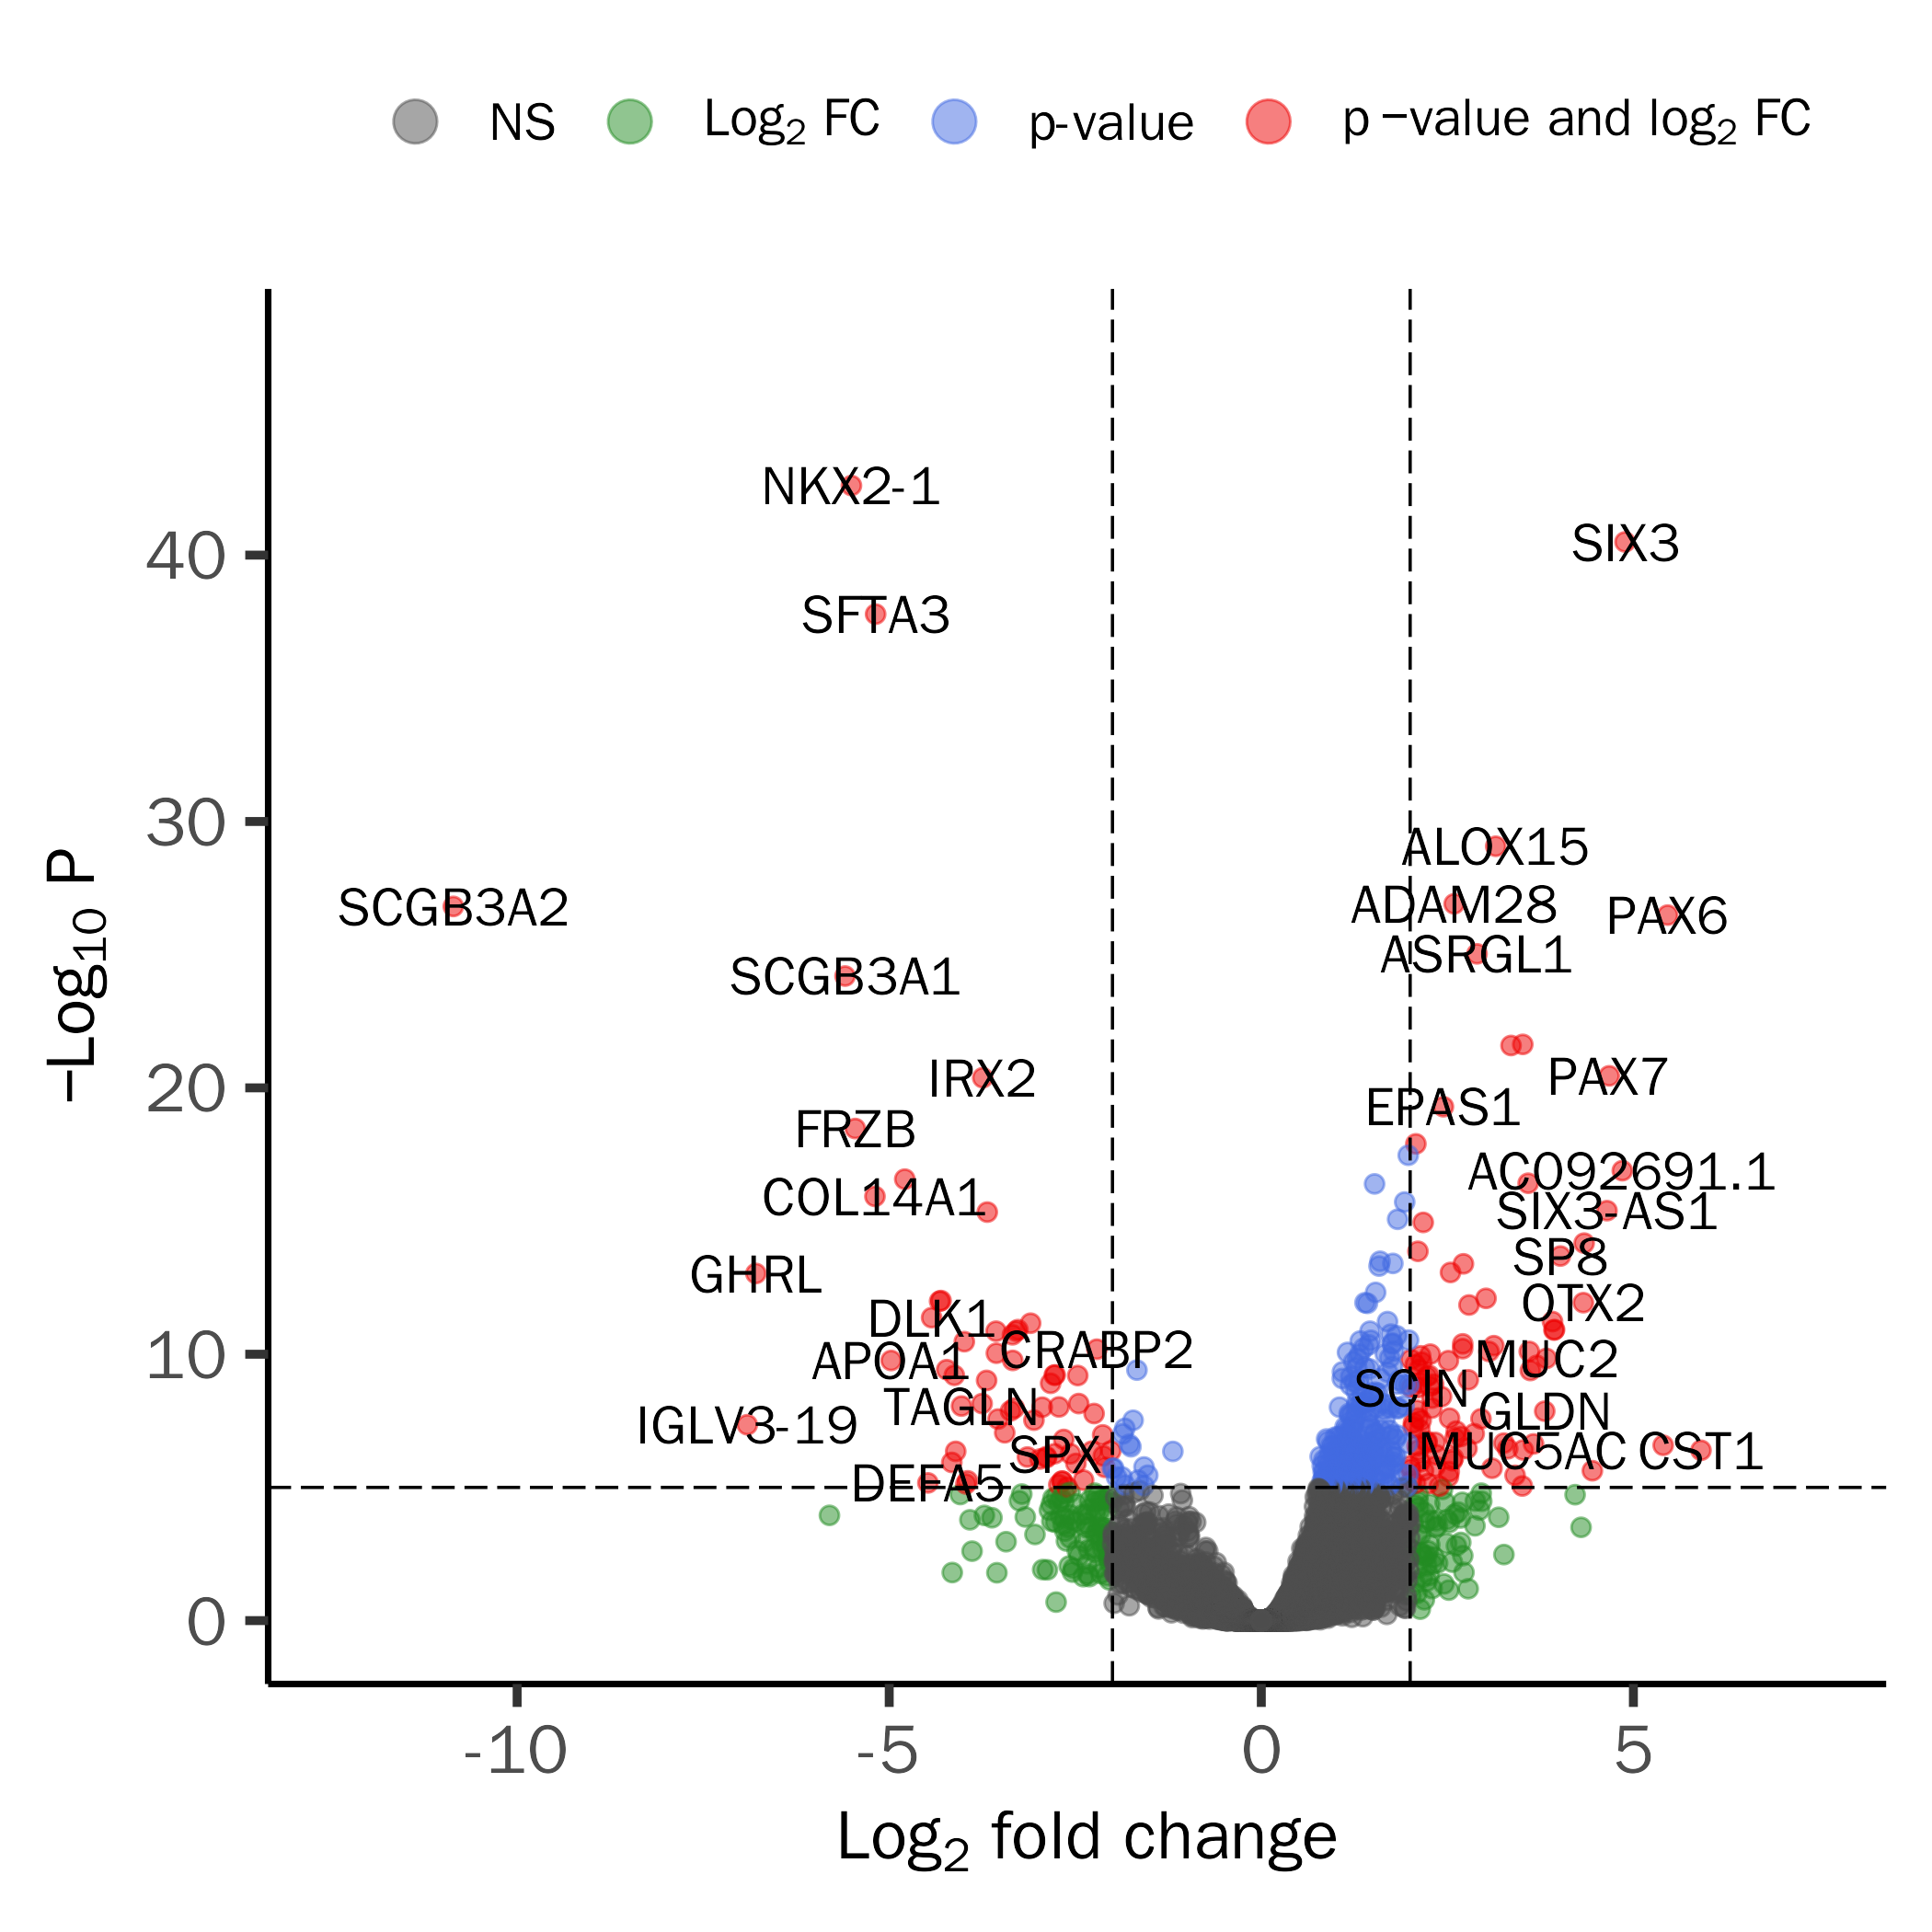 NS Log2 FC p-value p −value and log2 FC
NKX2-1
SIX3
40
SFTA3
30
ALOX15
SCGB3A2
ADAM28
PAX6
ASRGL1
SCGB3A1
20
IRX2
PAX7
EPAS1
FRZB
AC092691.1
COL14A1
SIX3-AS1
SP8
GHRL
OTX2
DLK1
CRABP2
10
APOA1
MUC2
SCIN
TAGLN
GLDN
IGLV3-19
MUC5AC
CST1
SPX
DEFA5
0
−Log10 P
-10 -5 0 5
Log2 fold change